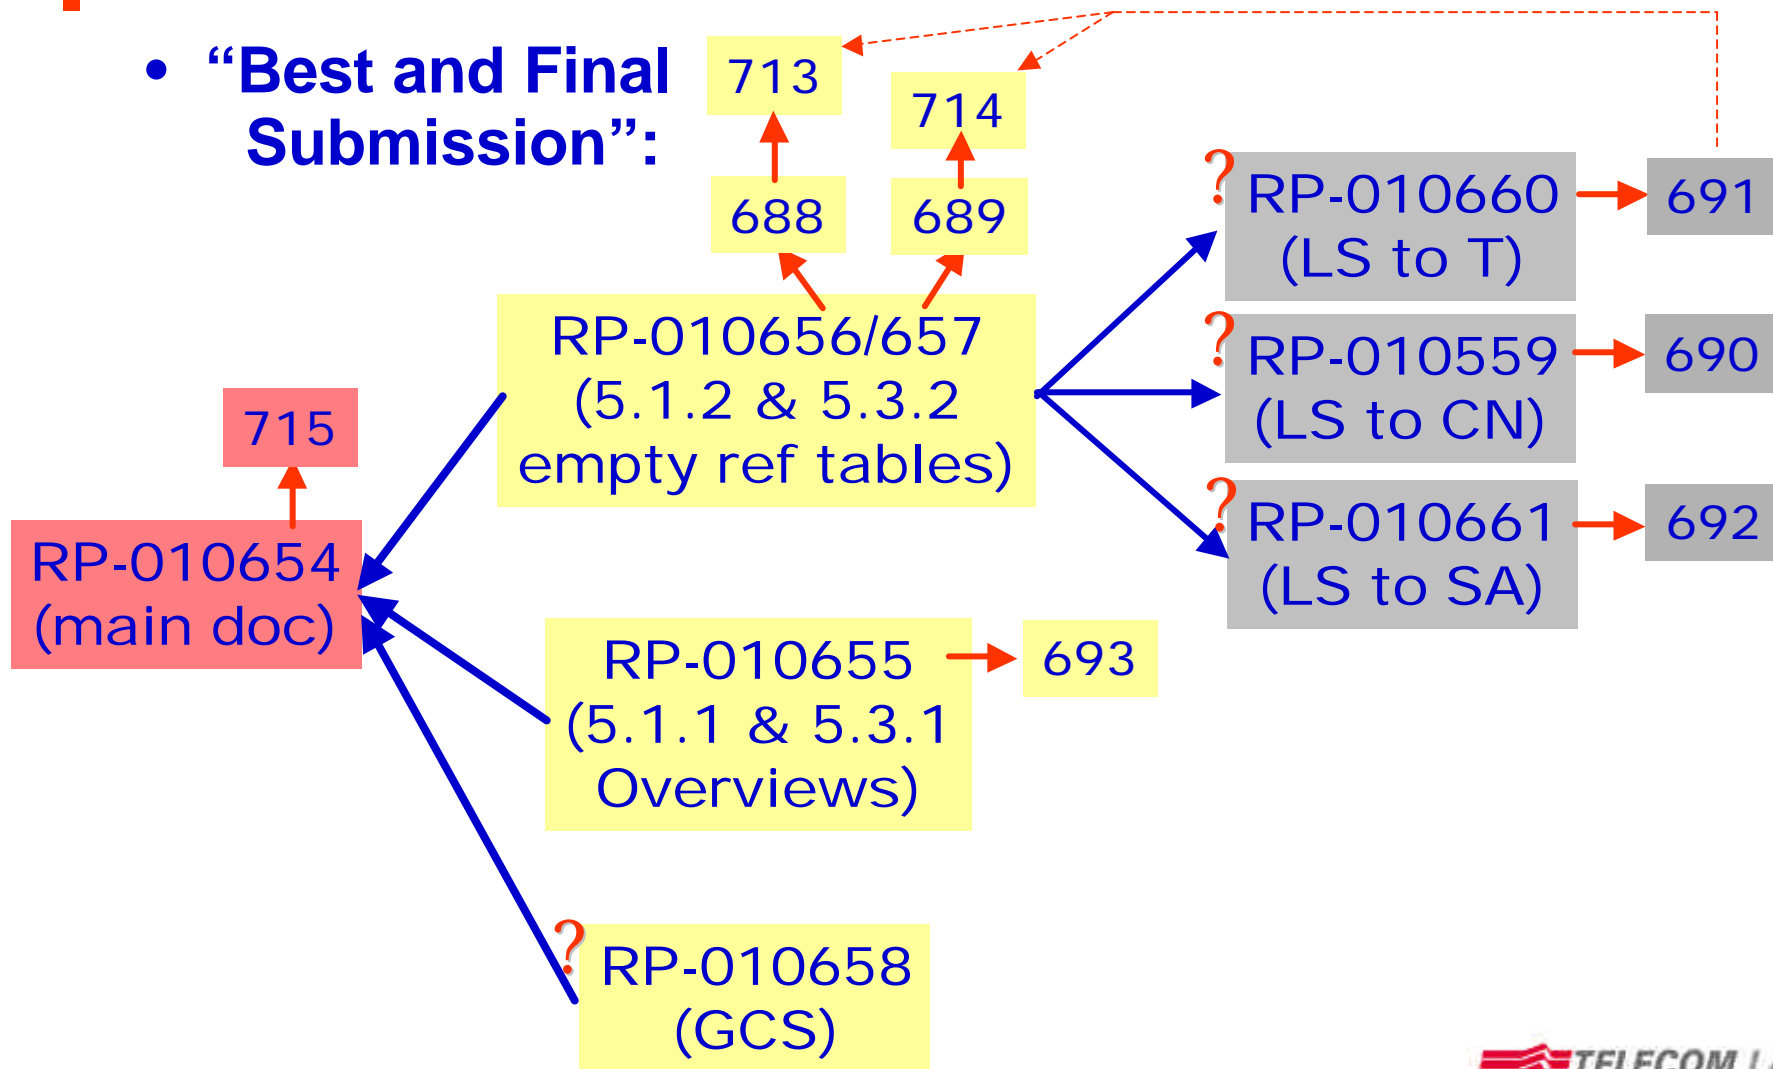 • “Best and Final
Submission”:
713
714
688
689
? RP-010660
(LS to T)
691
RP-010656/657
(5.1.2 & 5.3.2
empty ref tables)
? RP-010559
(LS to CN)
690
715
? RP-010661
(LS to SA)
692
RP-010654
(main doc)
RP-010655
(5.1.1 & 5.3.1
Overviews)
693
? RP-010658
(GCS)
TELECOM